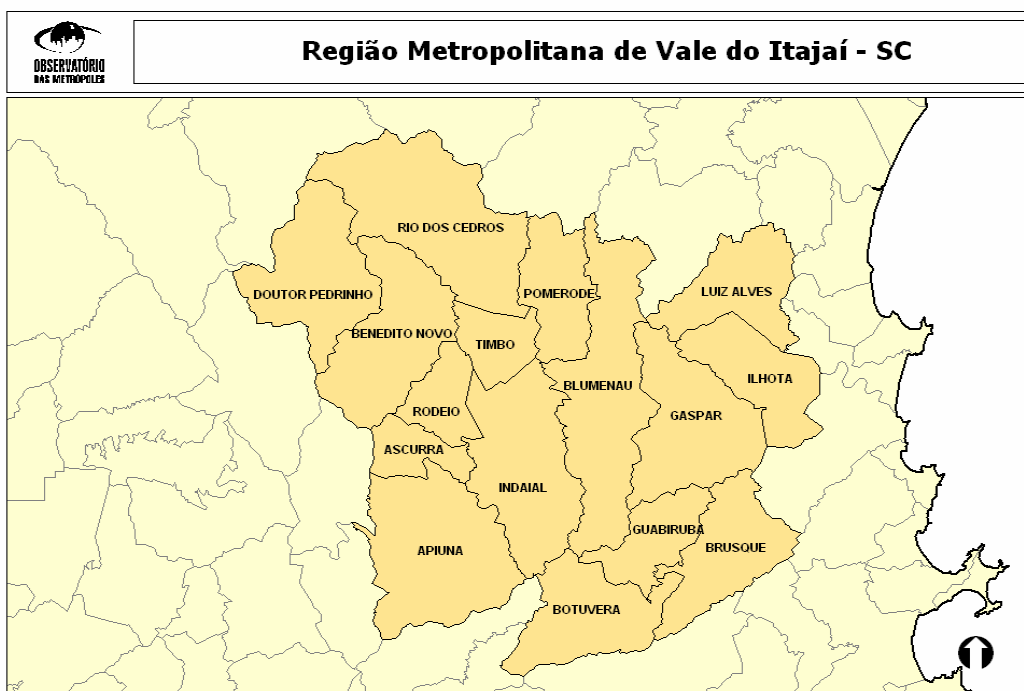 OBSERVATÓRIO
DAS METRÓPOLES
Região Metropolitana de Vale do Itajaí - SC
RIO DOS CEDROS
DOUTOR PEDRINHO
POMERODE
LUIZ ALVES
BENEDITO NOVO
TIMBO
ILHOTA
BLUMENAU
RODEIO
GASPAR
ASCURRA
INDAIAL
GUABIRUBA
APIUNA
BRUSQUE
BOTUVERA